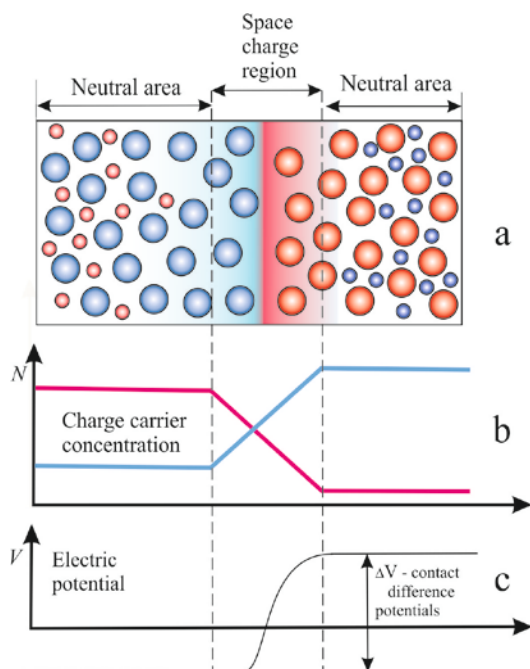 Space
charge
region
Neutral area
Neutral area
a
N
Charge carrier
concentration
b
V
Electric
potential
ΔV - contact
difference
potentials
c